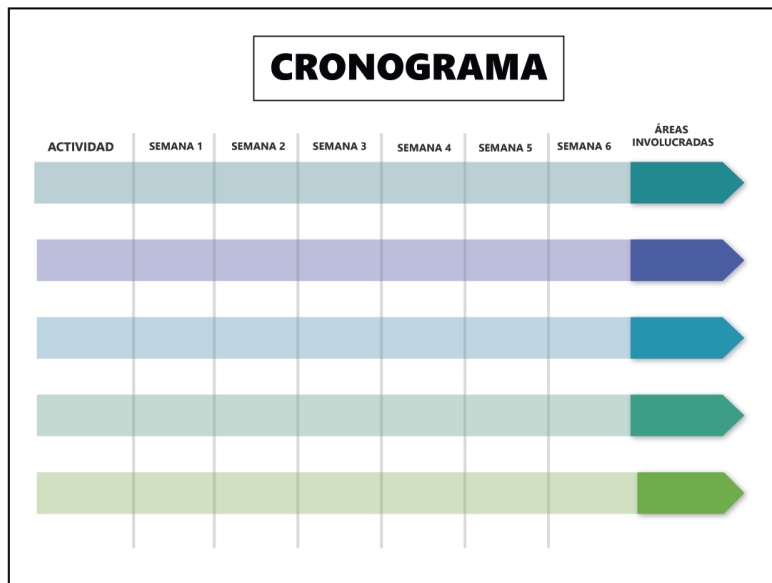 CRONOGRAMA
ACTIVIDAD
SEMANA 1
SEMANA 2
SEMANA 3
SEMANA 4
SEMANA 5
SEMANA 6
ÁREAS
INVOLUCRADAS